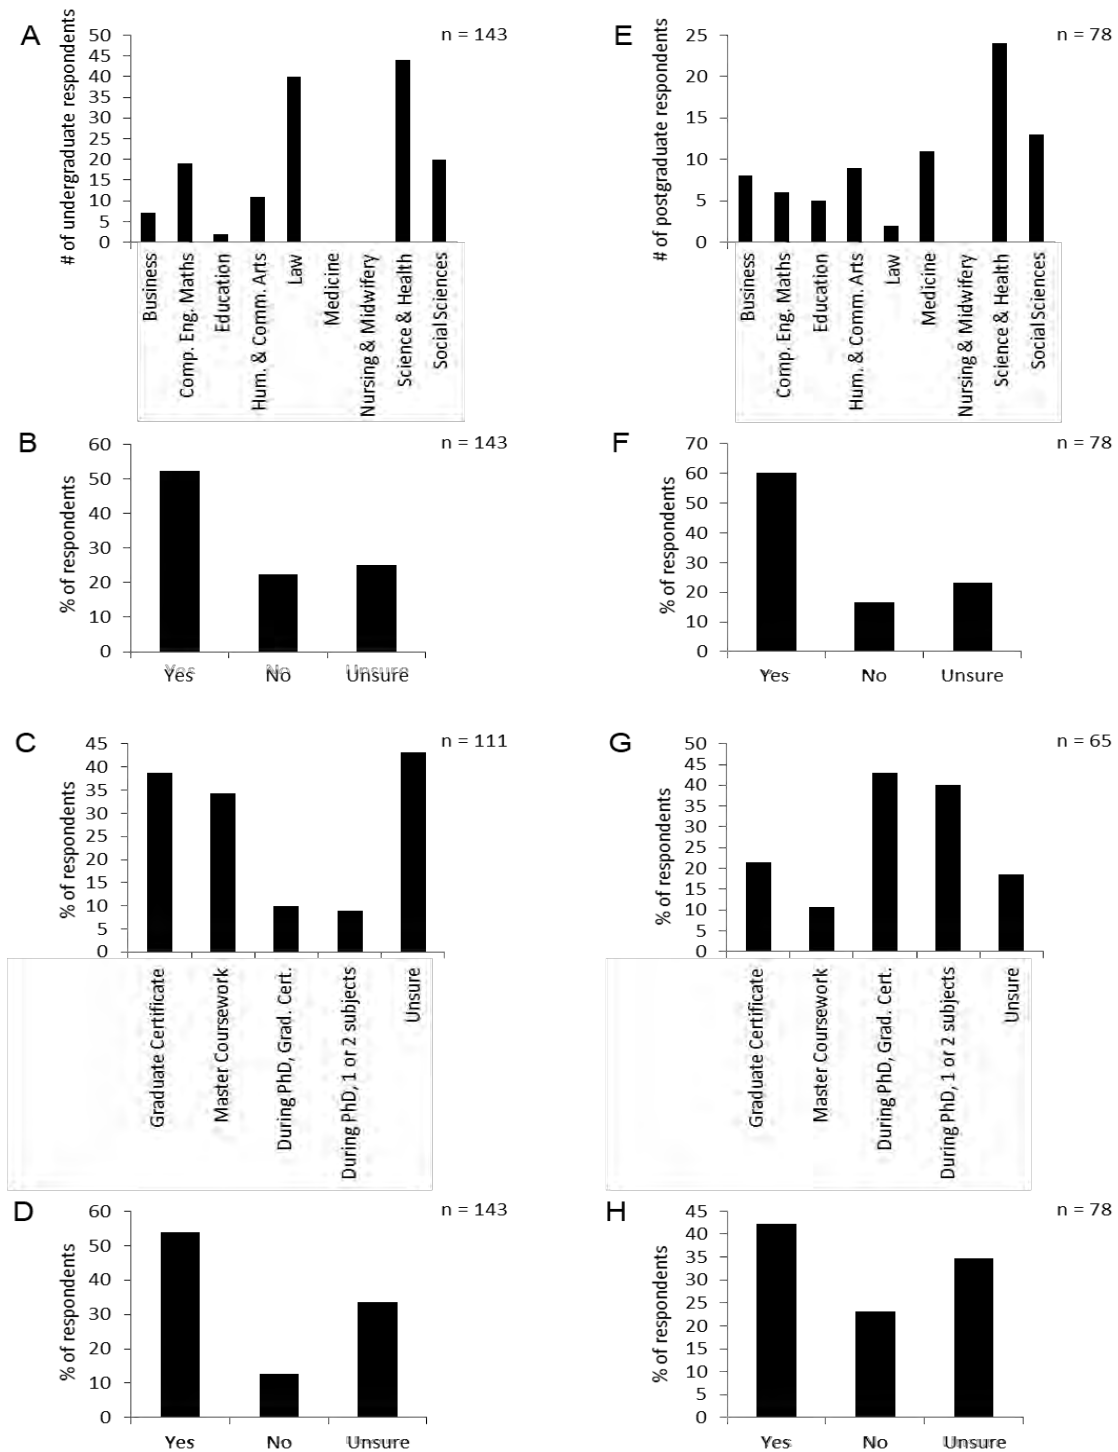 A
n = 143
# of undergraduate respondents
50
45
40
35
30
25
20
15
10
5
0
Business
Comp. Eng. Maths
Education
Hum. & Comm. Arts
Law
Medicine
Nursing & Midwifery
Science & Health
Social Sciences
E
n = 78
# of postgraduate respondents
25
20
15
10
5
0
Business
Comp. Eng. Maths
Education
Hum. & Comm. Arts
Law
Medicine
Nursing & Midwifery
Science & Health
Social Sciences
B
n = 143
% of respondents
60
50
40
30
20
10
0
Yes
No
Unsure
F
n = 78
% of respondents
70
60
50
40
30
20
10
0
Yes
No
Unsure
C
n = 111
% of respondents
45
40
35
30
25
20
15
10
5
0
Graduate Certificate
Master Coursework
During PhD, Grad. Cert.
During PhD, 1 or 2 subjects
Unsure
G
n = 65
% of respondents
50
45
40
35
30
25
20
15
10
5
0
Graduate Certificate
Master Coursework
During PhD, Grad. Cert.
During PhD, 1 or 2 subjects
Unsure
D
n = 143
% of respondents
60
50
40
30
20
10
0
Yes
No
Unsure
H
n = 78
% of respondents
45
40
35
30
25
20
15
10
5
0
Yes
No
Unsure